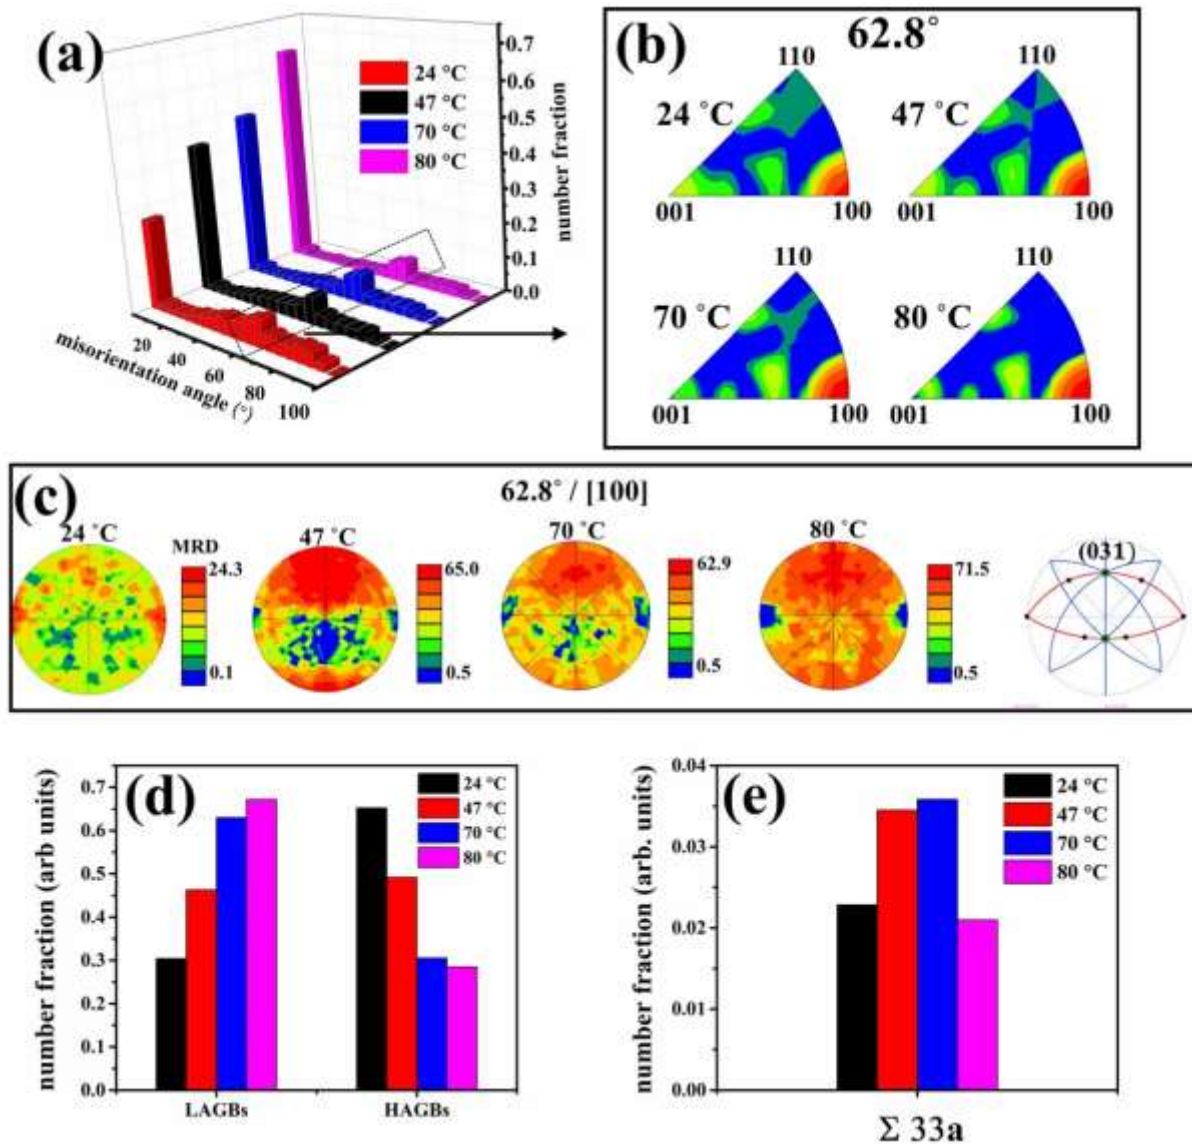 (a)
24 °C
47 °C
70 °C
80 °C
0.7
0.6
0.5
0.4
0.3
0.2
0.1
0.0
number fraction
20
40
60
80
100
misorientation angle (°)
(b)
62.8°
24 °C
110
001
100
47 °C
110
001
100
70 °C
110
001
100
80 °C
110
001
100
(c)
62.8° / [100]
24 °C
MRD
24.3
0.1
47 °C
65.0
0.5
70 °C
62.9
0.5
80 °C
71.5
0.5
(031)
(d)
24 °C
47 °C
70 °C
80 °C
number fraction (arb units)
0.7
0.6
0.5
0.4
0.3
0.2
0.1
0.0
LAGBs
HAGBs
(e)
24 °C
47 °C
70 °C
80 °C
number fraction (arb. units)
0.04
0.03
0.02
0.01
0.00
Σ 33a